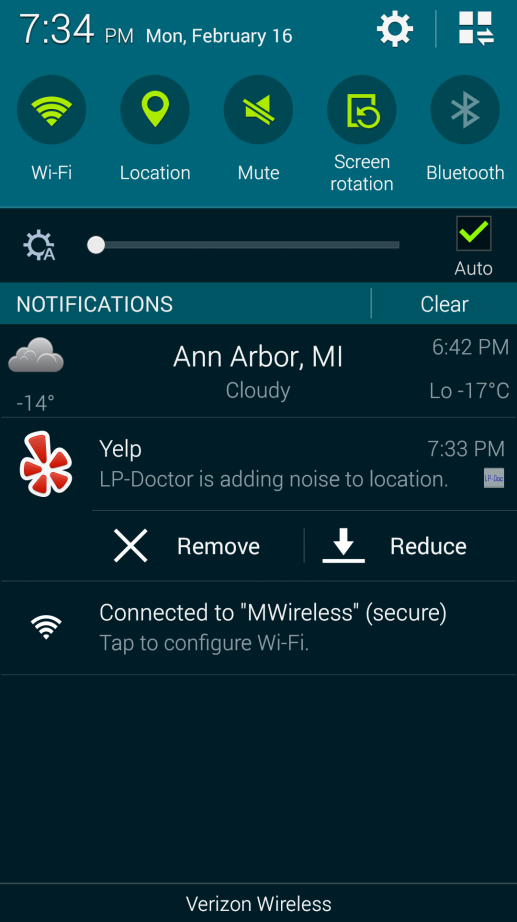 7:34 PM Mon, February 16
Wi-Fi
Location
Mute
Screen
rotation
Bluetooth
A
Auto
NOTIFICATIONS
Clear
Ann Arbor, MI
6:42 PM
-14°
Cloudy
Lo -17°C
Yelp
7:33 PM
LP-Doctor is adding noise to location.
LP-Doc
Remove
Reduce
Connected to "MWireless" (secure)
Tap to configure Wi-Fi.
Verizon Wireless